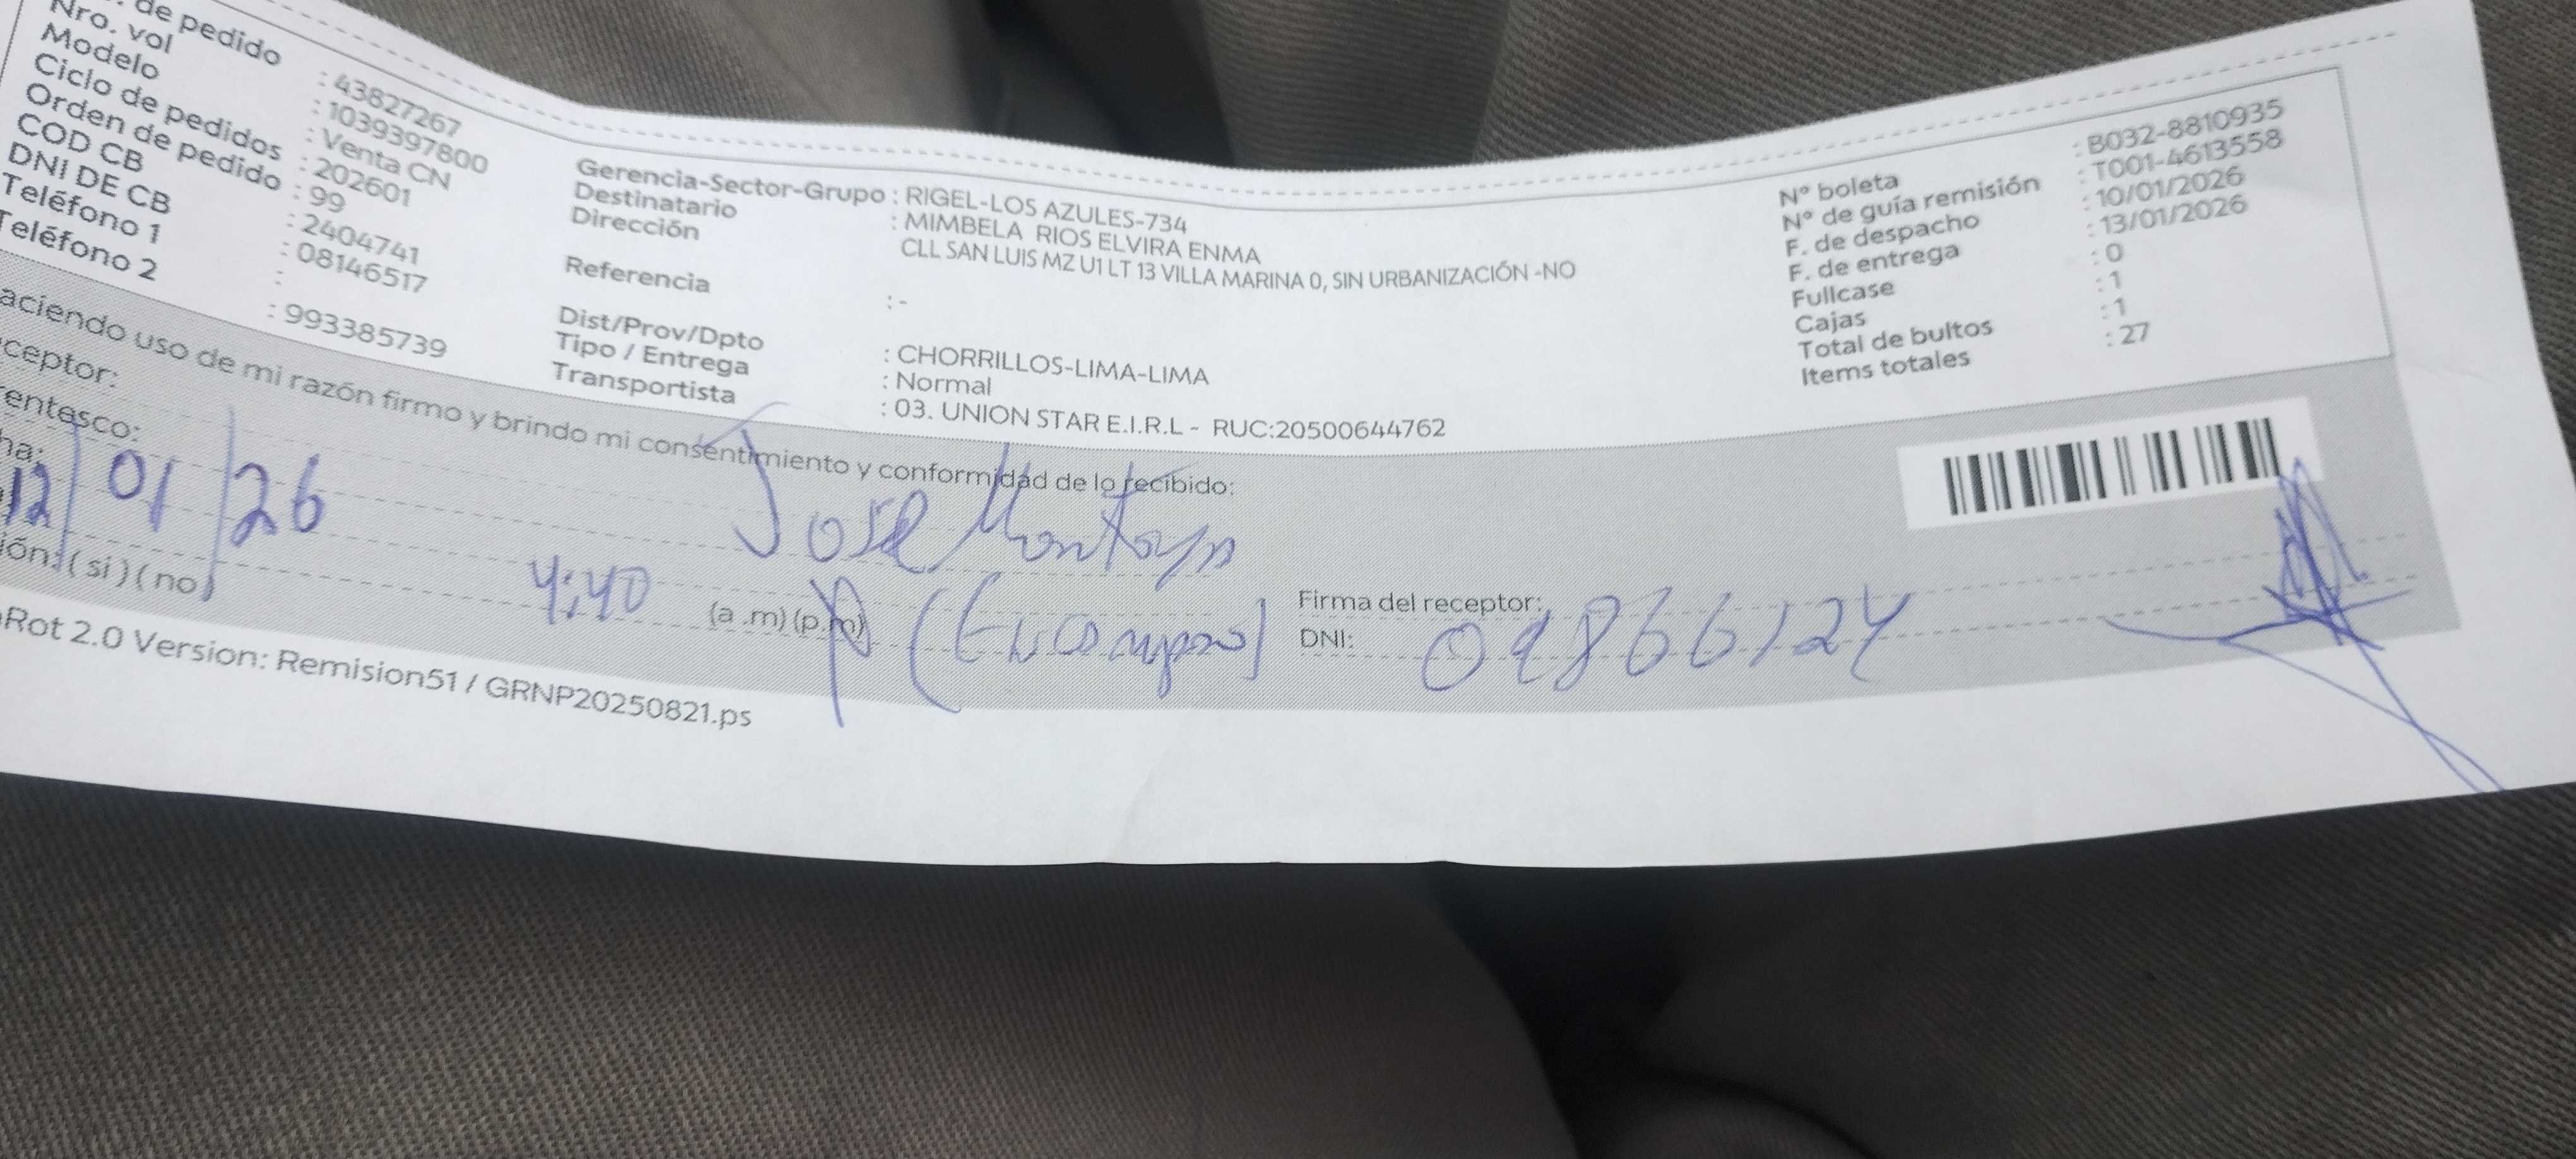 de pedido : 43827267
Nro. vol : 1039397800
Modelo : Venta CN
Ciclo de pedidos : 202601
Orden de pedido : 99
COD CB : 2404741
DNI DE CB : 08146517
Teléfono 1 :
Teléfono 2 : 993385739
Gerencia-Sector-Grupo : RIGEL-LOS AZULES-734
Destinatario : MIMBELA RIOS ELVIRA ENMA
Dirección CLL SAN LUIS MZ U1 LT 13 VILLA MARINA 0, SIN URBANIZACIÓN -NO
Referencia : -
Dist/Prov/Dpto : CHORRILLOS-LIMA-LIMA
Tipo / Entrega : Normal
Transportista : 03. UNION STAR E.I.R.L - RUC:20500644762
N° boleta : B032-8810935
N° de guía remisión : T001-4613558
F. de despacho : 10/01/2026
F. de entrega : 13/01/2026
Fullcase : 0
Cajas : 1
Total de bultos : 1
Items totales : 27
aciendo uso de mi razón firmo y brindo mi consentimiento y conformidad de lo recibido:
ceptor: Jose Montoya
entesco:
ha: 12/01/26 4:40 (a.m) (p.m)
ión: ( si ) ( no )
Firma del receptor:
DNI: 09866124
Rot 2.0 Version: Remision51 / GRNP20250821.ps